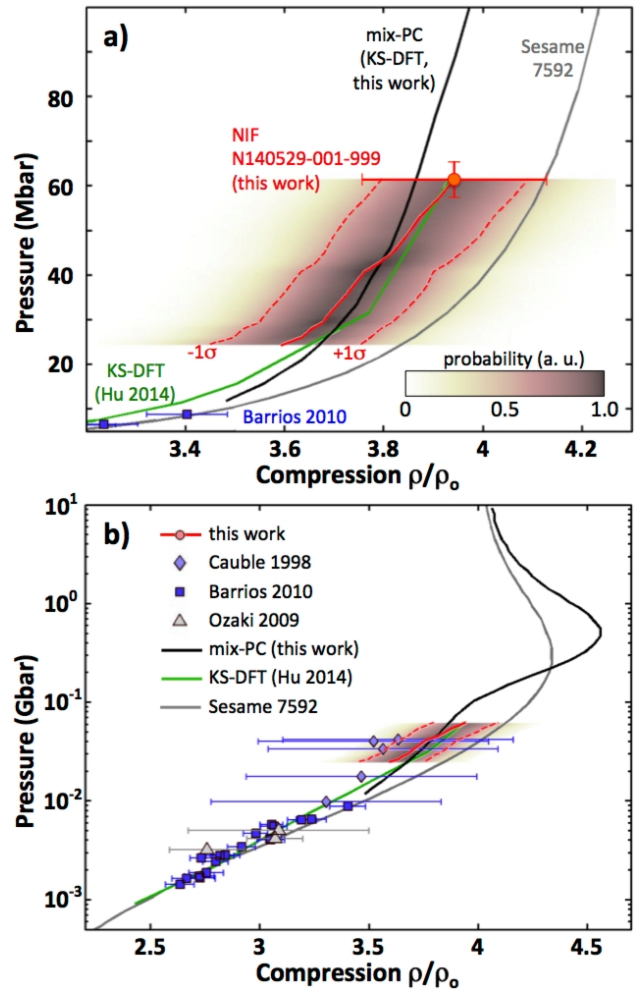 a)
mix-PC
(KS-DFT,
this work)
Sesame
7592
NIF
N140529-001-999
(this work)
80
60
40
20
Pressure (Mbar)
-1σ
+1σ
KS-DFT
(Hu 2014)
Barrios 2010
probability (a. u.)
0 0.5 1.0
3.4 3.6 3.8 4 4.2
Compression ρ/ρo
b)
this work
Cauble 1998
Barrios 2010
Ozaki 2009
mix-PC (this work)
KS-DFT (Hu 2014)
Sesame 7592
10^1
10^0
10^-1
10^-2
10^-3
Pressure (Gbar)
2.5 3 3.5 4 4.5
Compression ρ/ρo